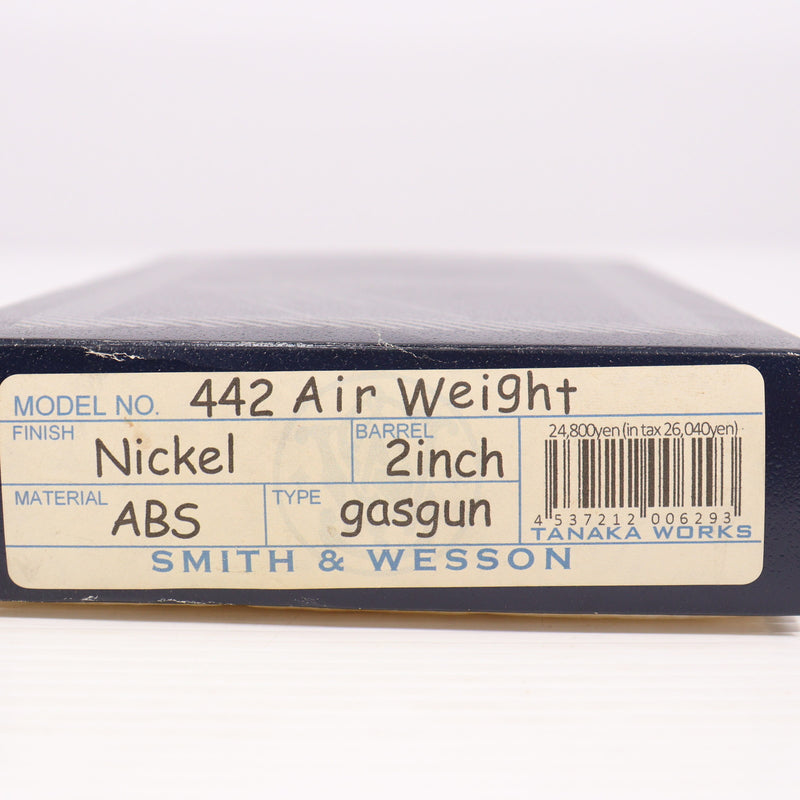 MODEL NO. 442 Air Weight
FINISH Nickel
BARREL 2inch
24,800yen (in tax 26,040yen)
MATERIAL ABS
TYPE gasgun
4 537212 006293
TANAKA WORKS
SMITH & WESSON